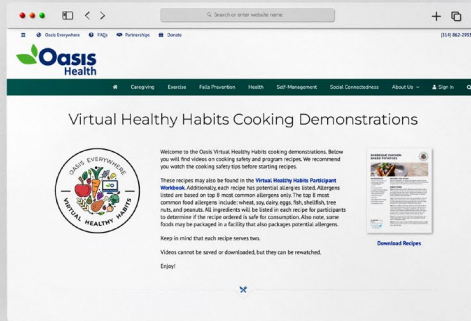 Search or enter website name
Oasis Everywhere
FAQs
Partnerships
Donate
(314) 862-2933
Oasis
Health
Caregiving
Exercise
Falls Prevention
Health
Self-Management
Social Connectedness
About Us
Sign In
Virtual Healthy Habits Cooking Demonstrations
OASIS EVERYWHERE
VIRTUAL HEALTHY HABITS
Welcome to the Oasis Virtual Healthy Habits cooking demonstrations. Below
you will find videos on cooking safety and program recipes. We recommend
you watch the cooking safety tips before starting recipes.
These recipes may also be found in the Virtual Healthy Habits Participant
Workbook. Additionally, each recipe has potential allergies listed. Allergens
listed are based on top 8 most common allergens only. The top 8 most
common food allergens include: wheat, soy, dairy, eggs, fish, shellfish, tree
nuts, and peanuts. All ingredients will be listed in each recipe for participants
to determine if the recipe ordered is safe for consumption. Also note, some
foods may be packaged in a facility that also packages potential allergens.
Keep in mind that each recipe serves two.
Videos cannot be saved or downloaded, but they can be rewatched.
Enjoy!
Download Recipes